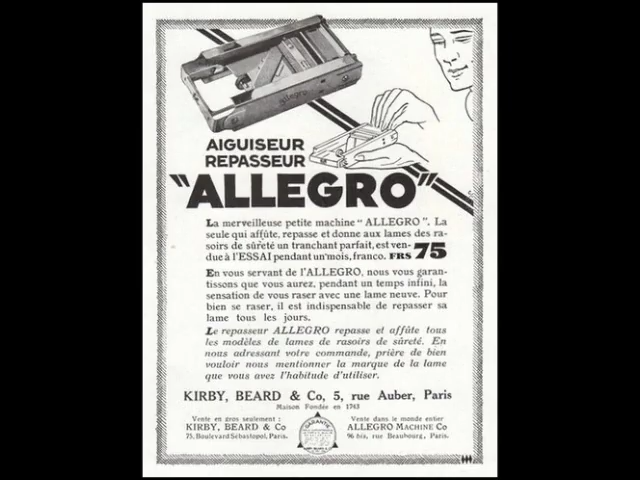 allegro
AIGUISEUR
REPASSEUR
"ALLEGRO"
La merveilleuse petite machine "ALLEGRO". La
seule qui affûte, repasse et donne aux lames des ra-
soirs de sûreté un tranchant parfait, est ven-
due à l'ESSAI pendant un mois, franco. FRS 75
En vous servant de l'ALLEGRO, nous vous garan-
tissons que vous aurez, pendant un temps infini, la
sensation de vous raser avec une lame neuve. Pour
bien se raser, il est indispensable de repasser sa
lame tous les jours.
Le repasseur ALLEGRO repasse et affûte tous
les modèles de lames de rasoirs de sûreté. En
nous adressant votre commande, prière de bien
vouloir nous mentionner la marque de la lame
que vous avez l'habitude d'utiliser.
KIRBY, BEARD & Co, 5, rue Auber, Paris
Maison Fondée en 1743
Vente en gros seulement :
KIRBY, BEARD & Co
75, Boulevard Sébastopol, Paris.
GARANTIE
Vente dans le monde entier
ALLEGRO MACHINE Co
96 bis, rue Beaubourg, Paris.